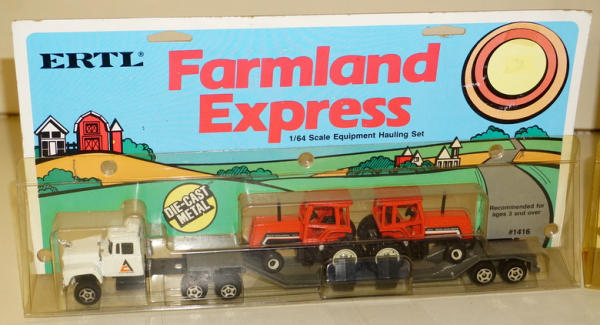 ERTL
Farmland
Express
1/64 Scale Equipment Hauling Set
DIE-CAST
METAL
Recommended for
ages 3 and over
#1416